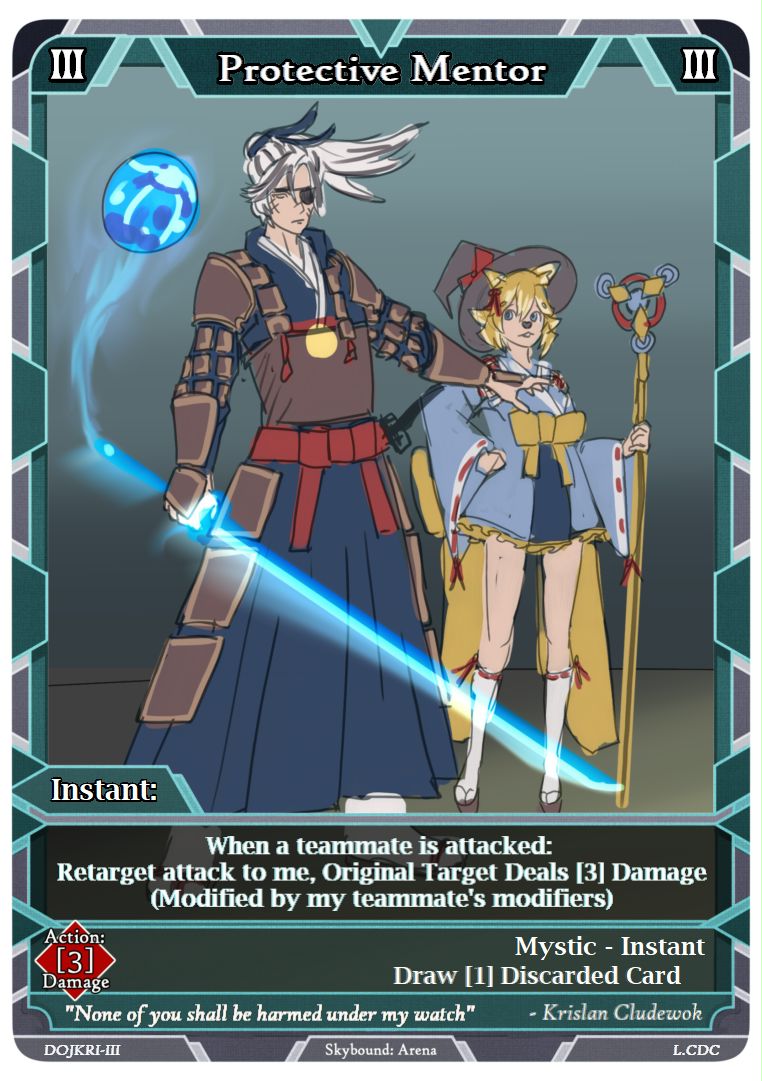 III Protective Mentor III
Instant:
When a teammate is attacked:
Retarget attack to me, Original Target Deals [3] Damage
(Modified by my teammate's modifiers)
Action:
[3]
Damage
Mystic - Instant
Draw [1] Discarded Card
"None of you shall be harmed under my watch" - Krislan Cludewok
DOJKRI-III Skybound: Arena L.CDC